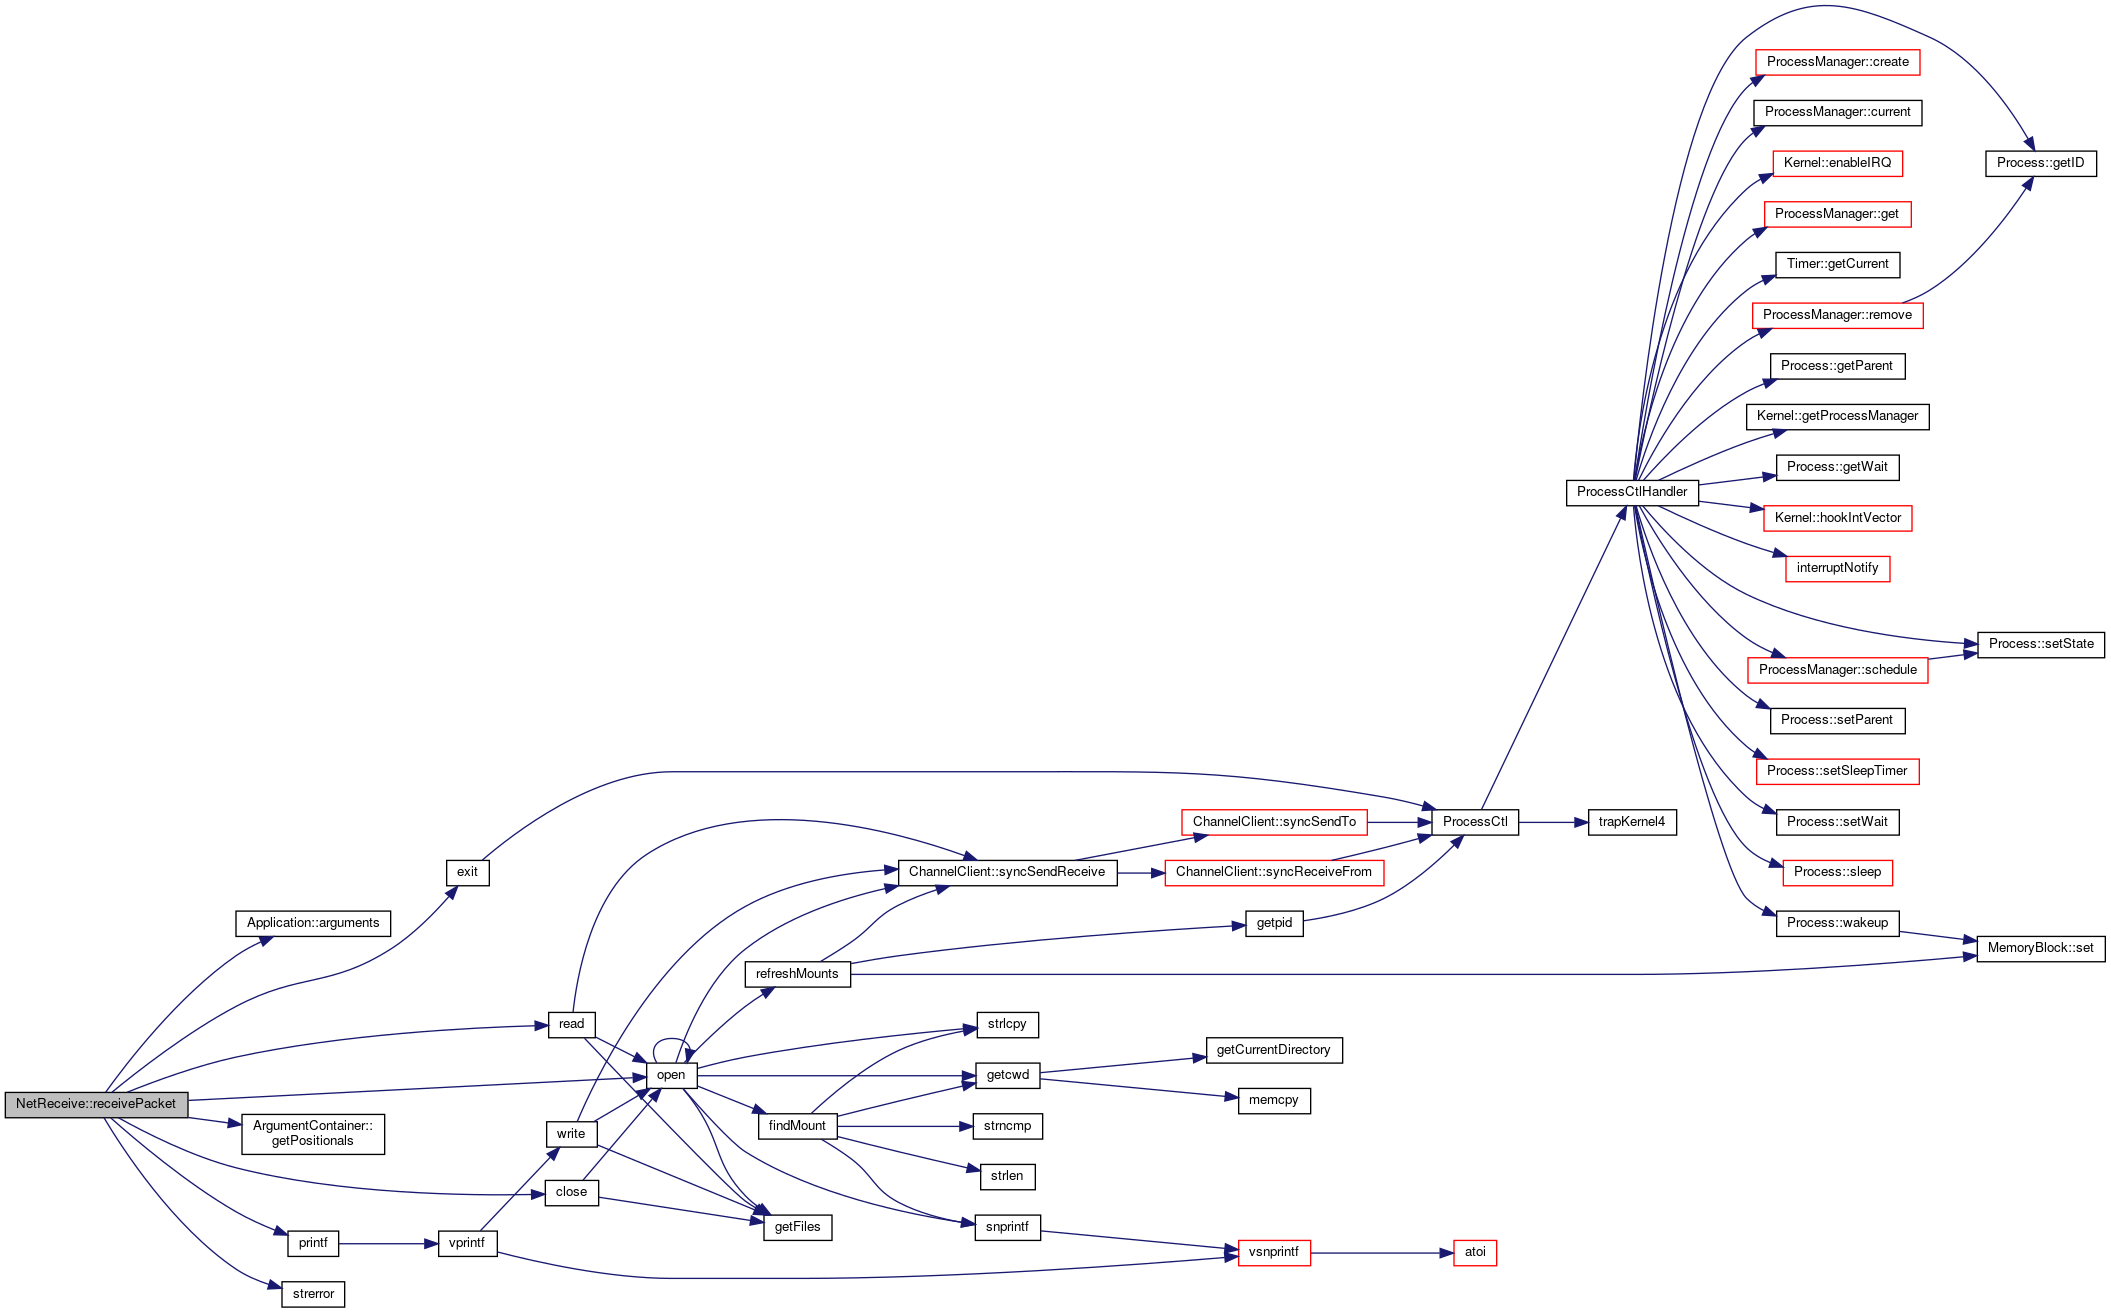 NetReceive::receivePacket
Application::arguments
exit
read
open
ArgumentContainer::
getPositionals
write
close
printf
vprintf
strerror
ChannelClient::syncSendReceive
refreshMounts
findMount
getFiles
strlcpy
getcwd
strncmp
strlen
snprintf
ChannelClient::syncSendTo
ChannelClient::syncReceiveFrom
getpid
getCurrentDirectory
memcpy
vsnprintf
atoi
ProcessCtl
trapKernel4
ProcessCtlHandler
ProcessManager::create
ProcessManager::current
Kernel::enableIRQ
ProcessManager::get
Timer::getCurrent
ProcessManager::remove
Process::getParent
Kernel::getProcessManager
Process::getWait
Kernel::hookIntVector
interruptNotify
ProcessManager::schedule
Process::setParent
Process::setSleepTimer
Process::setWait
Process::sleep
Process::wakeup
Process::getID
Process::setState
MemoryBlock::set